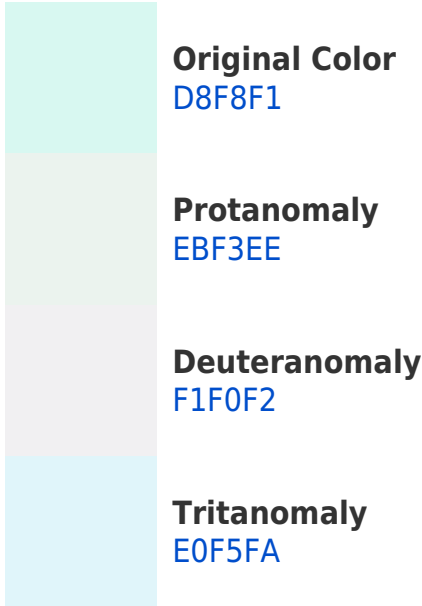 Original Color
D8F8F1
Protanomaly
EBF3EE
Deuteranomaly
F1F0F2
Tritanomaly
E0F5FA